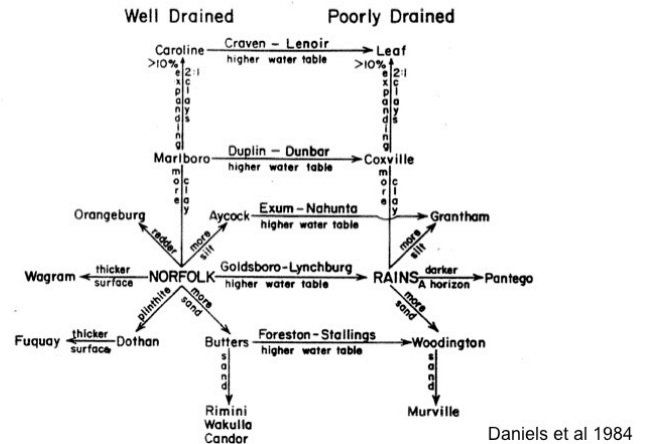 Well Drained
Poorly Drained
Caroline
Craven - Lenoir
higher water table
Leaf
>10%
2:1
expanding
clays
>10%
2:1
expanding
clays
Marlboro
Duplin - Dunbar
higher water table
Coxville
more
clay
more
clay
Orangeburg
Aycock
Exum-Nahunta
higher water table
Grantham
redder
more
silt
more
silt
Wagram
thicker
surface
NORFOLK
Goldsboro-Lynchburg
higher water table
RAINS
darker
A horizon
Pantego
plinthite
more
sand
more
sand
Fuquay
thicker
surface
Dothan
Butters
Foreston-Stallings
higher water table
Woodington
sand
sand
Rimini
Wakulla
Candor
Murville
Daniels et al 1984